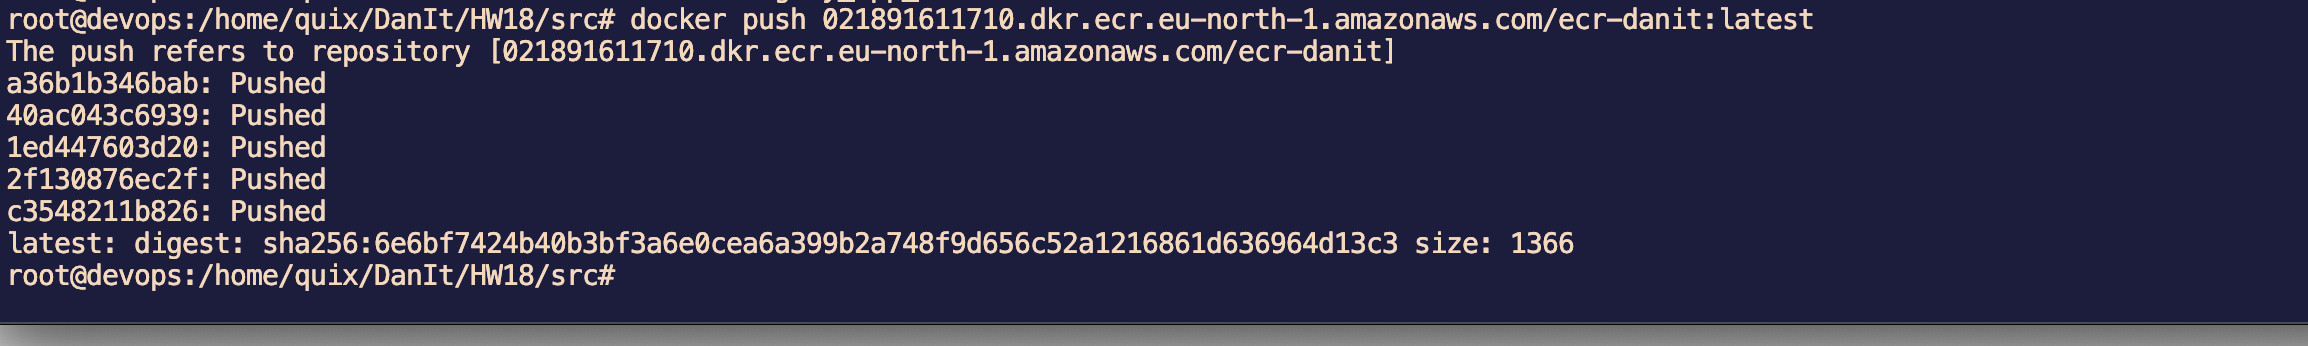 root@devops:/home/quix/DanIt/HW18/src# docker push 021891611710.dkr.ecr.eu-north-1.amazonaws.com/ecr-danit:latest
The push refers to repository [021891611710.dkr.ecr.eu-north-1.amazonaws.com/ecr-danit]
a36b1b346bab: Pushed
40ac043c6939: Pushed
1ed447603d20: Pushed
2f130876ec2f: Pushed
c3548211b826: Pushed
latest: digest: sha256:6e6bf7424b40b3bf3a6e0cea6a399b2a748f9d656c52a1216861d636964d13c3 size: 1366
root@devops:/home/quix/DanIt/HW18/src#